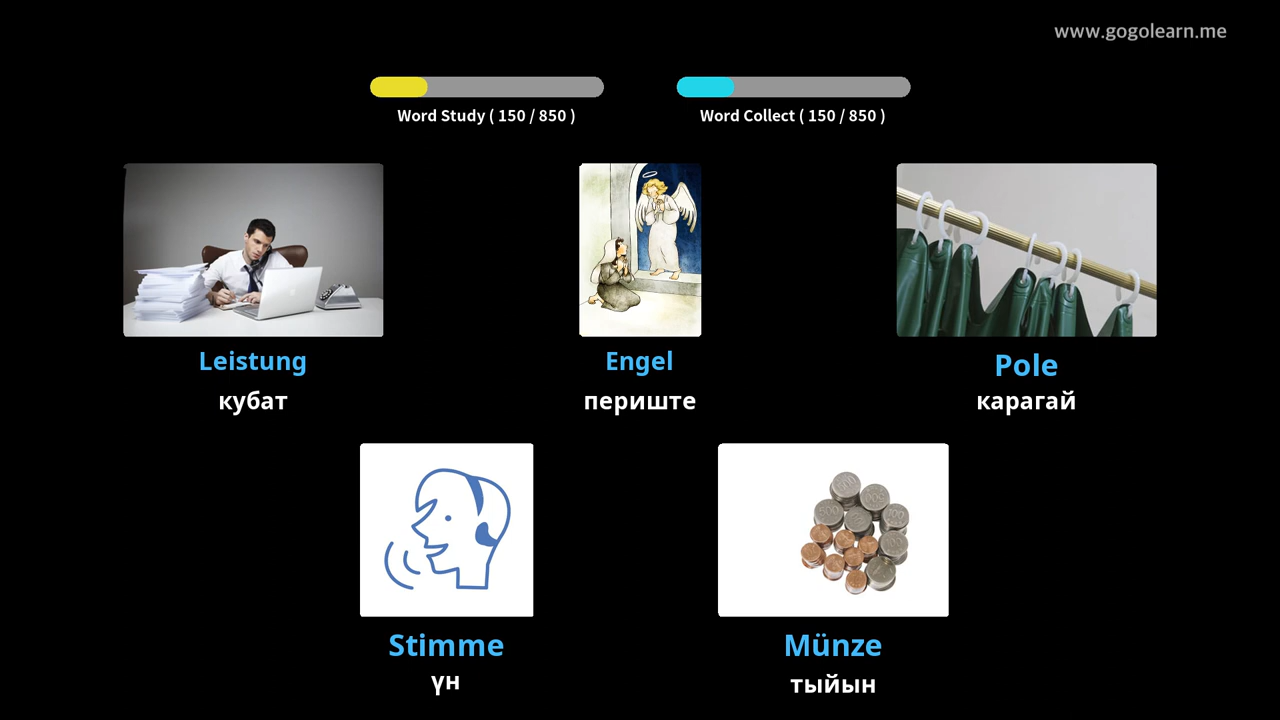 www.gogolearn.me
Word Study ( 150 / 850 )
Word Collect ( 150 / 850 )
Leistung
кубат
Engel
периште
Pole
карагай
Stimme
үн
Münze
тыйын